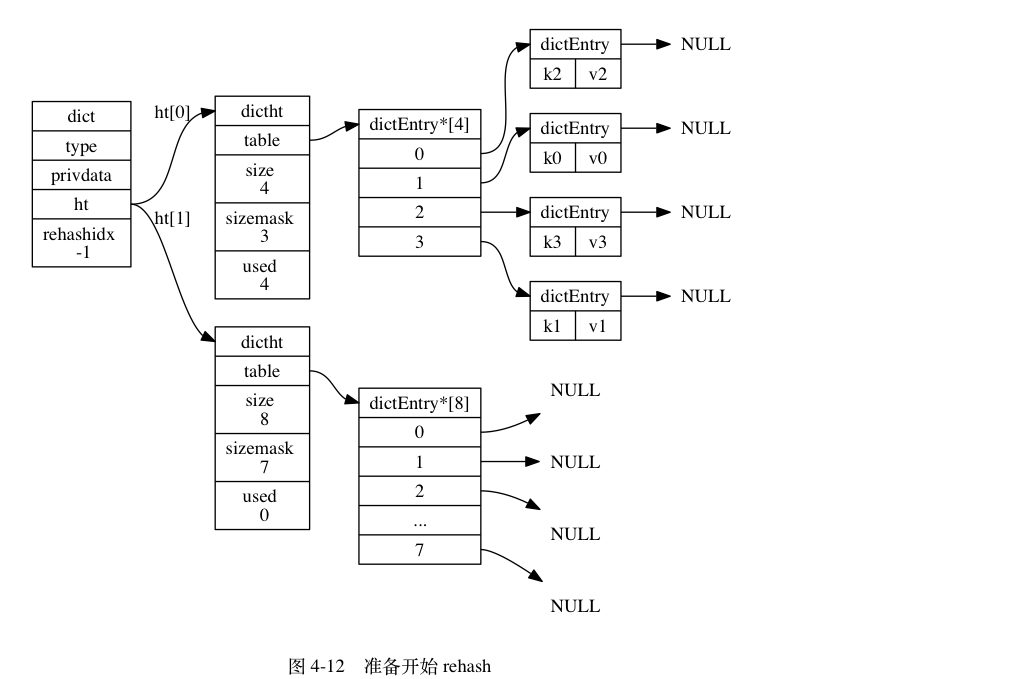 dict
type
privdata
ht
rehashidx
-1
ht[0]
ht[1]
dictht
table
size
4
sizemask
3
used
4
dictEntry*[4]
0
1
2
3
dictEntry
k2 v2
NULL
dictEntry
k0 v0
NULL
dictEntry
k3 v3
NULL
dictEntry
k1 v1
NULL
dictht
table
size
8
sizemask
7
used
0
dictEntry*[8]
0
1
2
...
7
NULL
NULL
NULL
NULL
图 4-12 准备开始 rehash